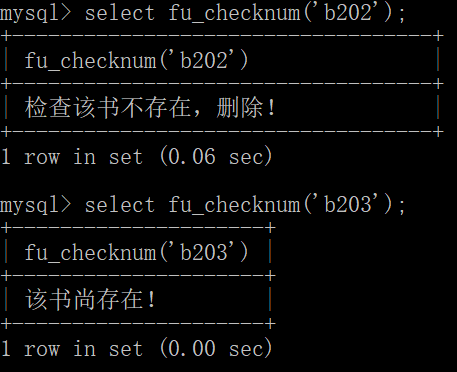 mysql> select fu_checknum('b202');
+-----------------------------------+
| fu_checknum('b202')               |
+-----------------------------------+
| 检查该书不存在，删除！            |
+-----------------------------------+
1 row in set (0.06 sec)
mysql> select fu_checknum('b203');
+---------------------+
| fu_checknum('b203') |
+---------------------+
| 该书尚存在！        |
+---------------------+
1 row in set (0.00 sec)